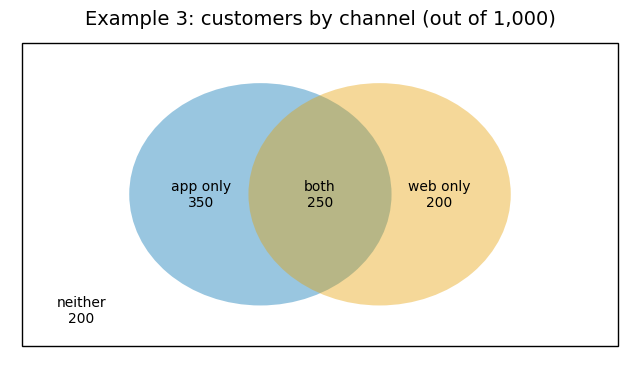 Example 3: customers by channel (out of 1,000)
app only
350
both
250
web only
200
neither
200